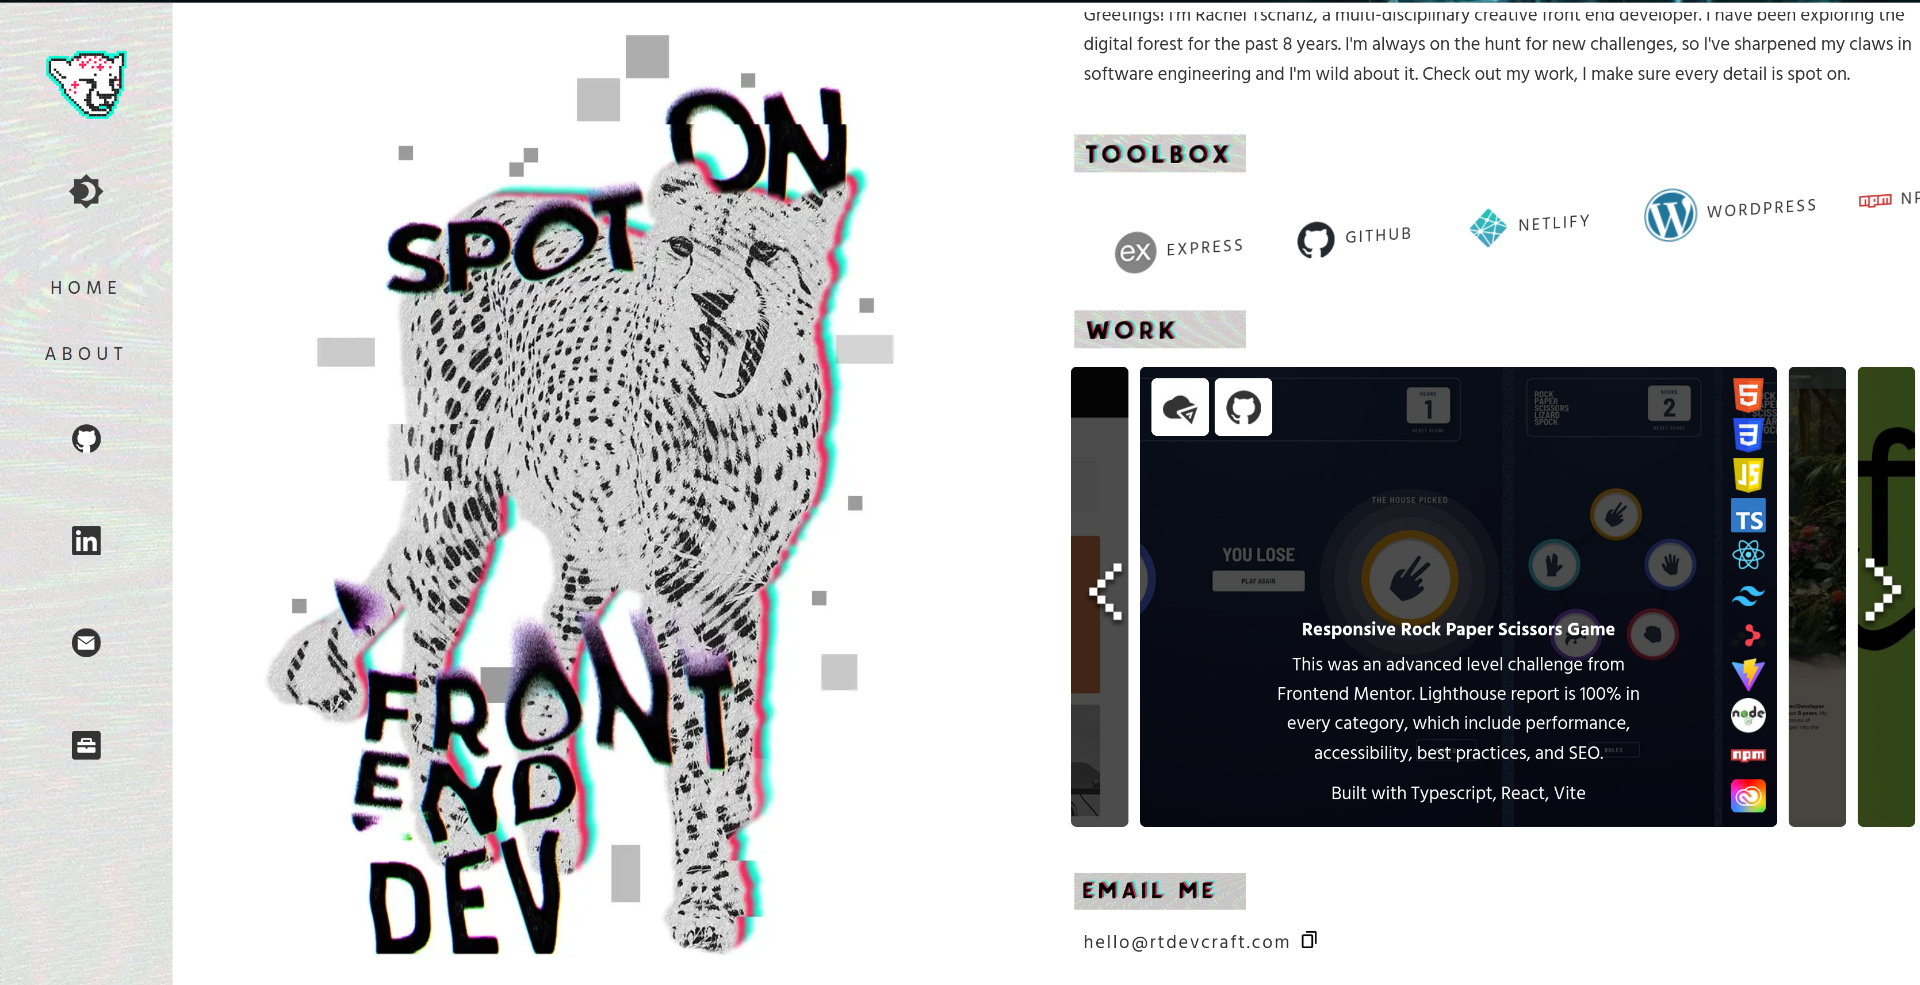 HOME
ABOUT
SPOT ON
FRONT
END
DEV
Greetings! I'm Rachel Tschanz, a multi-disciplinary creative front end developer. I have been exploring the
digital forest for the past 8 years. I'm always on the hunt for new challenges, so I've sharpened my claws in
software engineering and I'm wild about it. Check out my work, I make sure every detail is spot on.
TOOLBOX
ex EXPRESS
GITHUB
NETLIFY
W WORDPRESS
npm
WORK
SCORE
1
ROCK
PAPER
SCISSORS
LIZARD
SPOCK
SCORE
2
THE HOUSE PICKED
YOU LOSE
PLAY AGAIN
Responsive Rock Paper Scissors Game
This was an advanced level challenge from
Frontend Mentor. Lighthouse report is 100% in
every category, which include performance,
accessibility, best practices, and SEO.
Built with Typescript, React, Vite
5
3
JS
TS
node
npm
RULES
EMAIL ME
hello@rtdevcraft.com